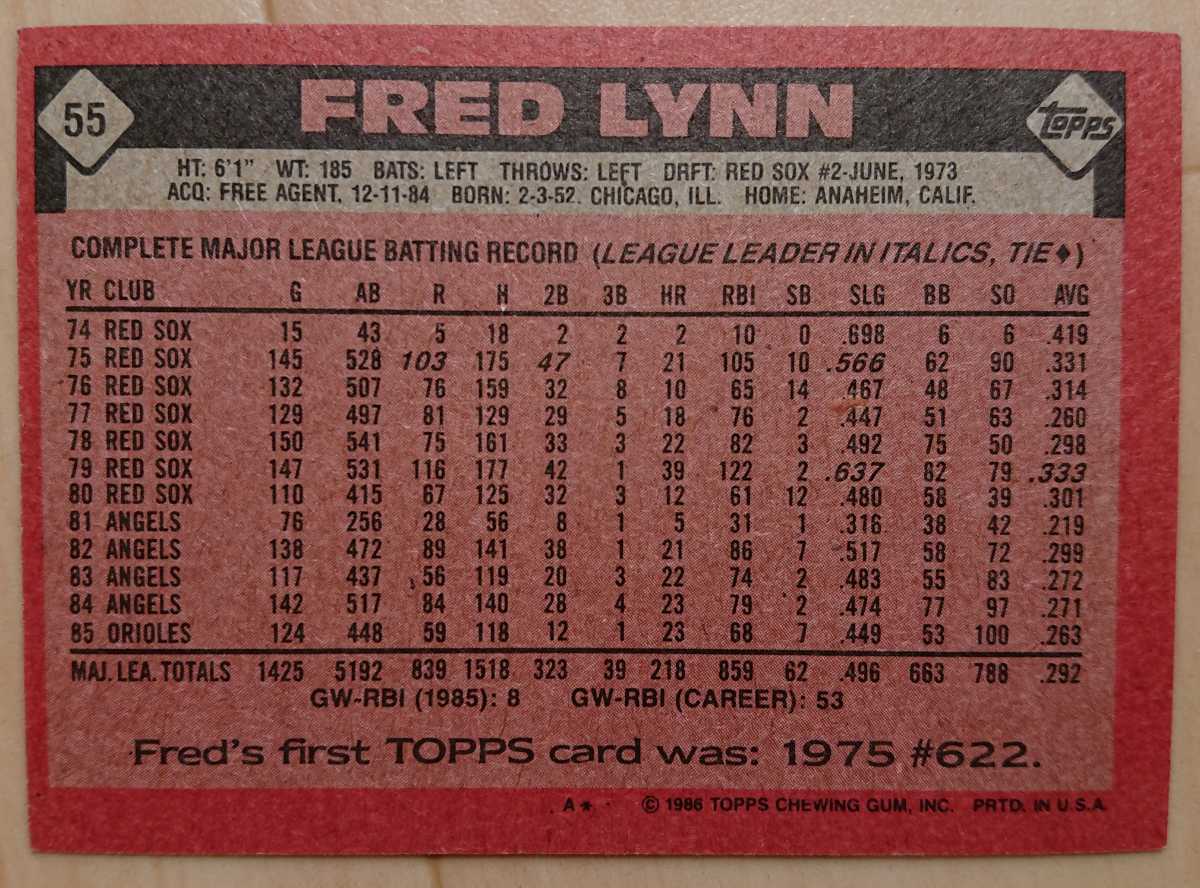 55 FRED LYNN TOPPS
HT: 6'1" WT: 185 BATS: LEFT THROWS: LEFT DRFT: RED SOX #2-JUNE, 1973
ACQ: FREE AGENT, 12-11-84 BORN: 2-3-52, CHICAGO, ILL. HOME: ANAHEIM, CALIF.
COMPLETE MAJOR LEAGUE BATTING RECORD (LEAGUE LEADER IN ITALICS, TIE ♦)
YR CLUB G AB R H 2B 3B HR RBI SB SLG BB SO AVG
74 RED SOX 15 43 5 18 2 2 2 10 0 .698 6 6 .419
75 RED SOX 145 528 103 175 47 7 21 105 10 .566 62 90 .331
76 RED SOX 132 507 76 159 32 8 10 65 14 .467 48 67 .314
77 RED SOX 129 497 81 129 29 5 18 76 2 .447 51 63 .260
78 RED SOX 150 541 75 161 33 3 22 82 3 .492 75 50 .298
79 RED SOX 147 531 116 177 42 1 39 122 2 .637 82 79 .333
80 RED SOX 110 415 67 125 32 3 12 61 12 .480 58 39 .301
81 ANGELS 76 256 28 56 8 1 5 31 1 .316 38 42 .219
82 ANGELS 138 472 89 141 38 1 21 86 7 .517 58 72 .299
83 ANGELS 117 437 56 119 20 3 22 74 2 .483 55 83 .272
84 ANGELS 142 517 84 140 28 4 23 79 2 .474 77 97 .271
85 ORIOLES 124 448 59 118 12 1 23 68 7 .449 53 100 .263
MAJ. LEA. TOTALS 1425 5192 839 1518 323 39 218 859 62 .496 663 788 .292
GW-RBI (1985): 8 GW-RBI (CAREER): 53
Fred's first TOPPS card was: 1975 #622.
A* © 1986 TOPPS CHEWING GUM, INC. PRTD. IN U.S.A.